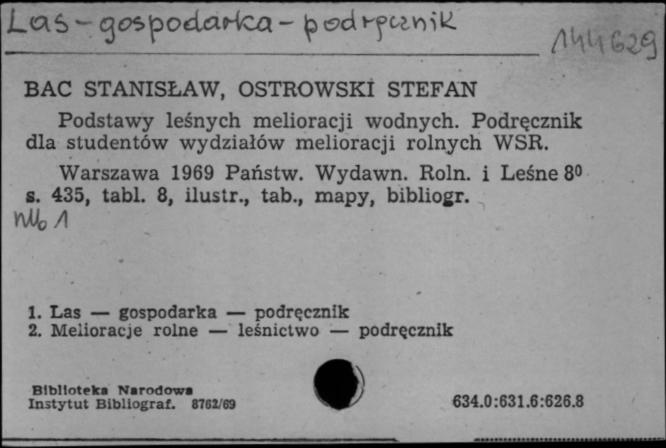 Las - gospodarka - podręcznik
144629
BAC STANISŁAW, OSTROWSKI STEFAN
Podstawy leśnych melioracji wodnych. Podręcznik
dla studentów wydziałów melioracji rolnych WSR.
Warszawa 1969 Państw. Wydawn. Roln. i Leśne 8⁰
s. 435, tabl. 8, ilustr., tab., mapy, bibliogr.
nlb 1
1. Las — gospodarka — podręcznik
2. Melioracje rolne — leśnictwo — podręcznik
Biblioteka Narodowa
Instytut Bibliograf. 8762/69
634.0:631.6:626.8